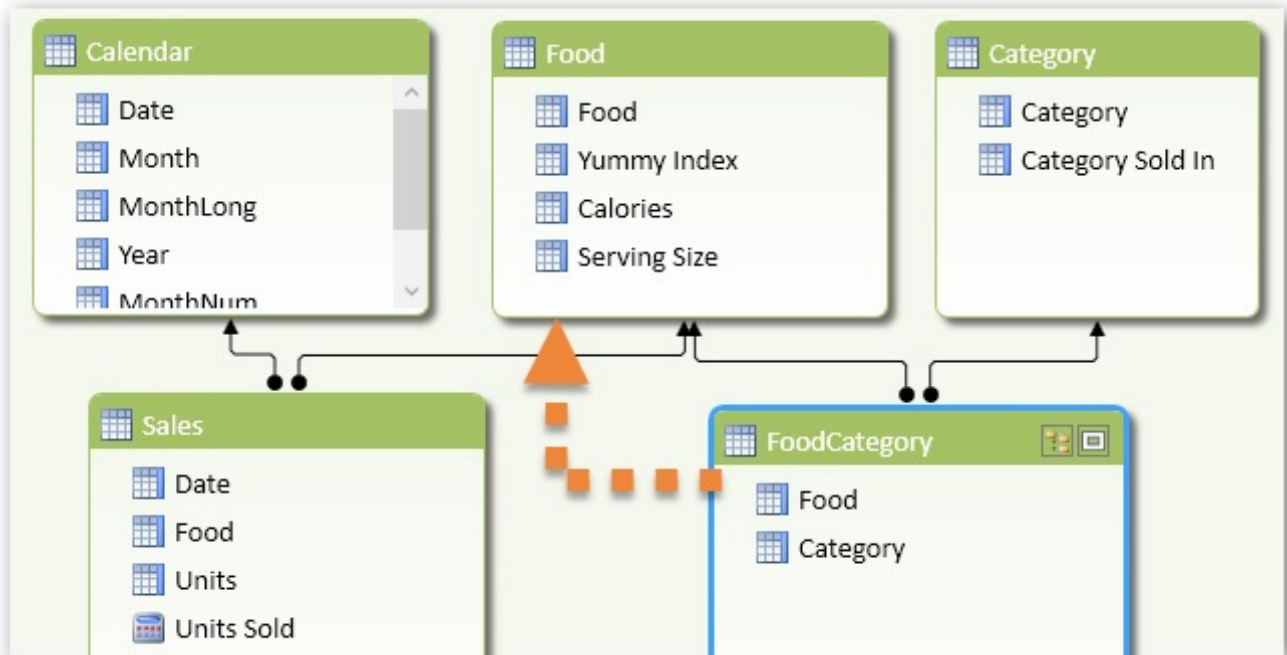 Calendar
Date
Month
MonthLong
Year
MonthNum
Food
Food
Yummy Index
Calories
Serving Size
Category
Category
Category Sold In
Sales
Date
Food
Units
Units Sold
FoodCategory
Food
Category